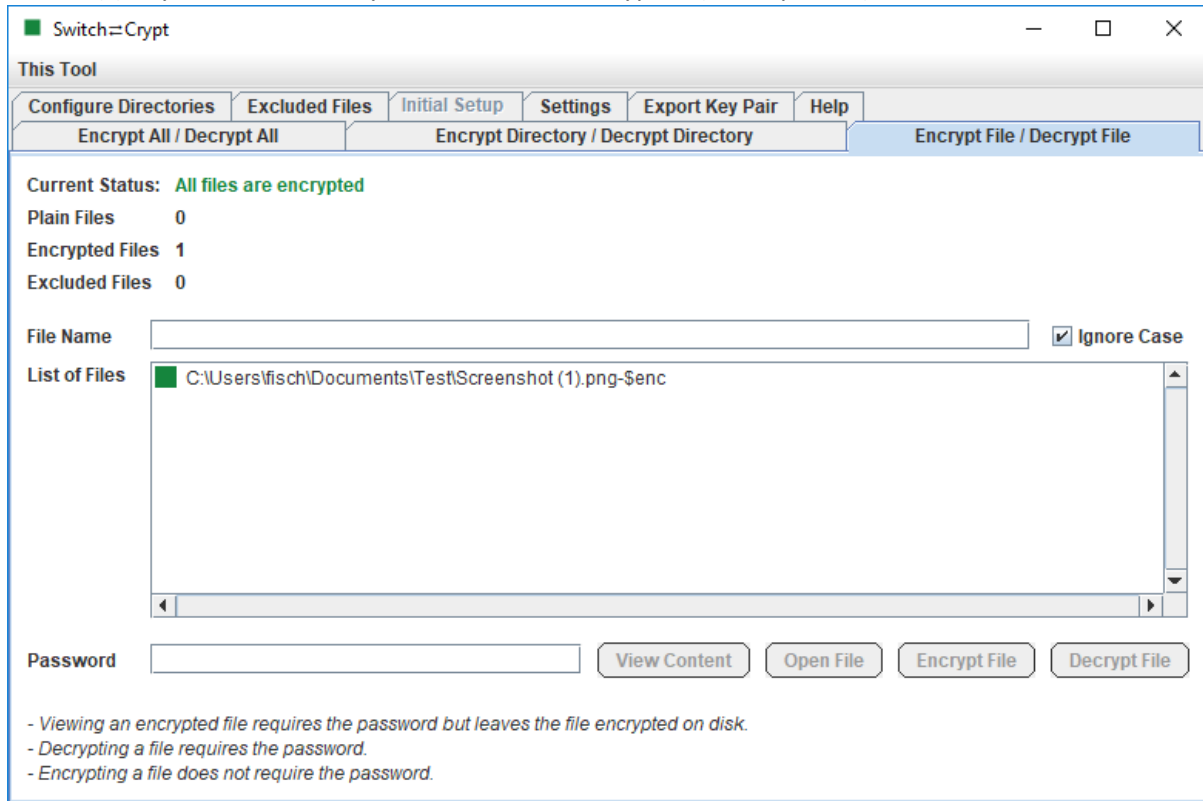 Switch⇄Crypt
This Tool
Configure Directories Excluded Files Initial Setup Settings Export Key Pair Help
Encrypt All / Decrypt All Encrypt Directory / Decrypt Directory Encrypt File / Decrypt File
Current Status: All files are encrypted
Plain Files 0
Encrypted Files 1
Excluded Files 0
File Name Ignore Case
List of Files C:\Users\fisch\Documents\Test\Screenshot (1).png-$enc
Password View Content Open File Encrypt File Decrypt File
- Viewing an encrypted file requires the password but leaves the file encrypted on disk.
- Decrypting a file requires the password.
- Encrypting a file does not require the password.